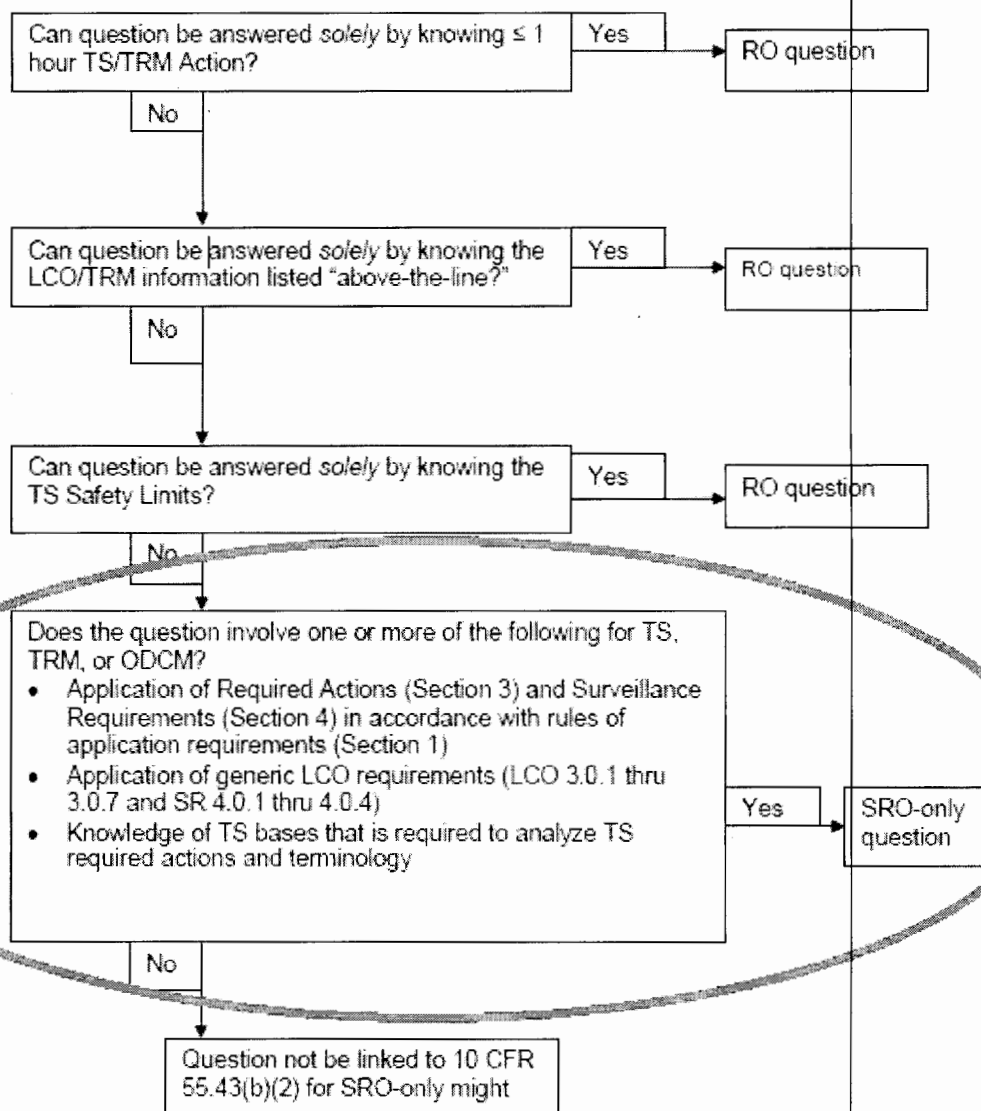 Can question be answered solely by knowing ≤ 1
hour TS/TRM Action?
Yes
RO question
No
Can question be answered solely by knowing the
LCO/TRM information listed "above-the-line?"
Yes
RO question
No
Can question be answered solely by knowing the
TS Safety Limits?
Yes
RO question
No
Does the question involve one or more of the following for TS,
TRM, or ODCM?
• Application of Required Actions (Section 3) and Surveillance
Requirements (Section 4) in accordance with rules of
application requirements (Section 1)
• Application of generic LCO requirements (LCO 3.0.1 thru
3.0.7 and SR 4.0.1 thru 4.0.4)
• Knowledge of TS bases that is required to analyze TS
required actions and terminology
Yes
SRO-only
question
No
Question not be linked to 10 CFR
55.43(b)(2) for SRO-only might